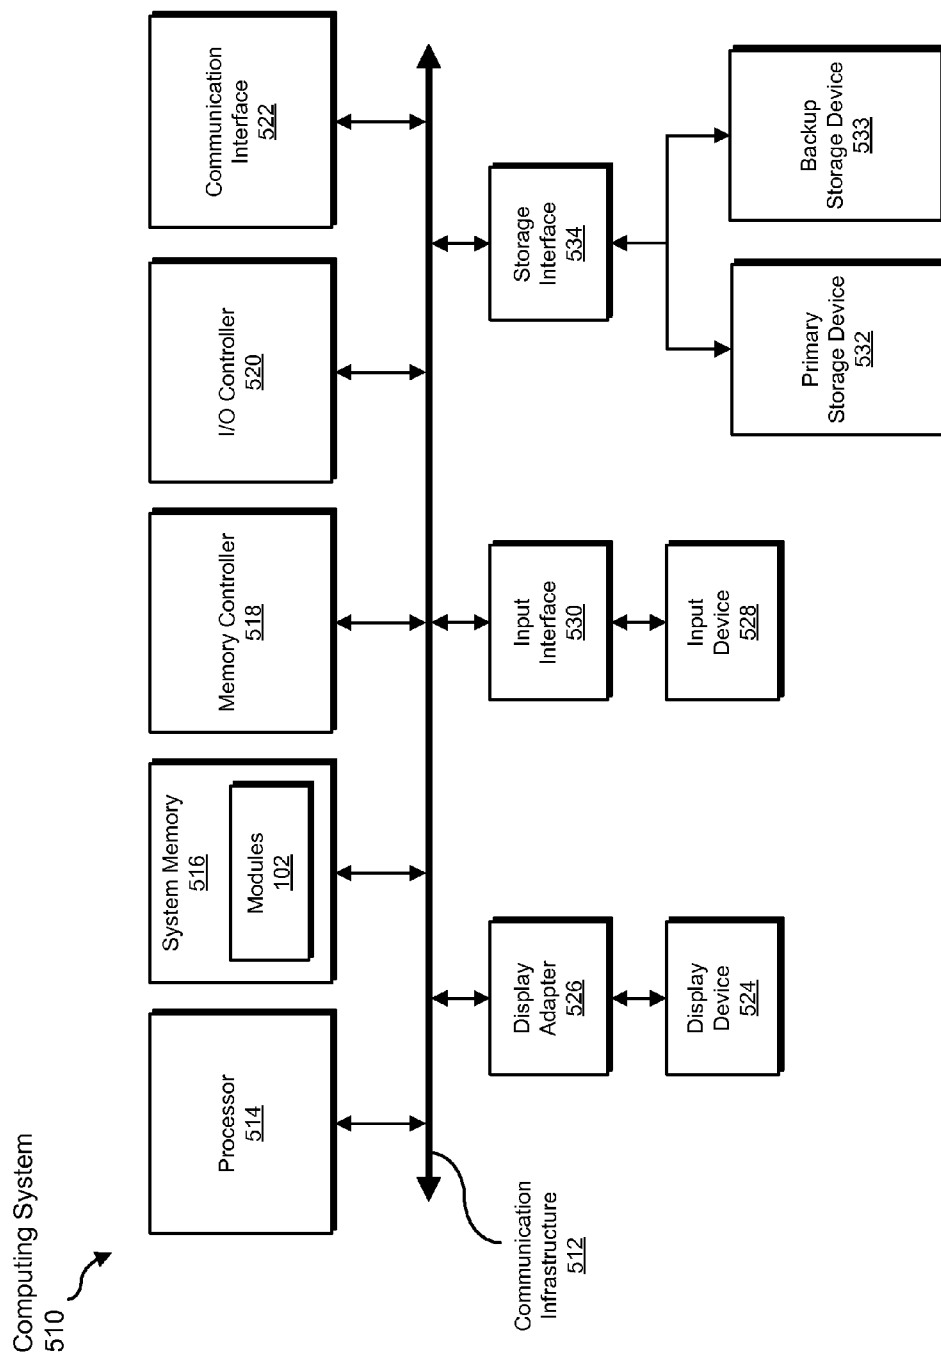 Computing System
510
Processor
514
System Memory
516
Modules
102
Memory Controller
518
I/O Controller
520
Communication
Interface
522
Communication
Infrastructure
512
Display
Adapter
526
Input
Interface
530
Storage
Interface
534
Display
Device
524
Input
Device
528
Primary
Storage Device
532
Backup
Storage Device
533